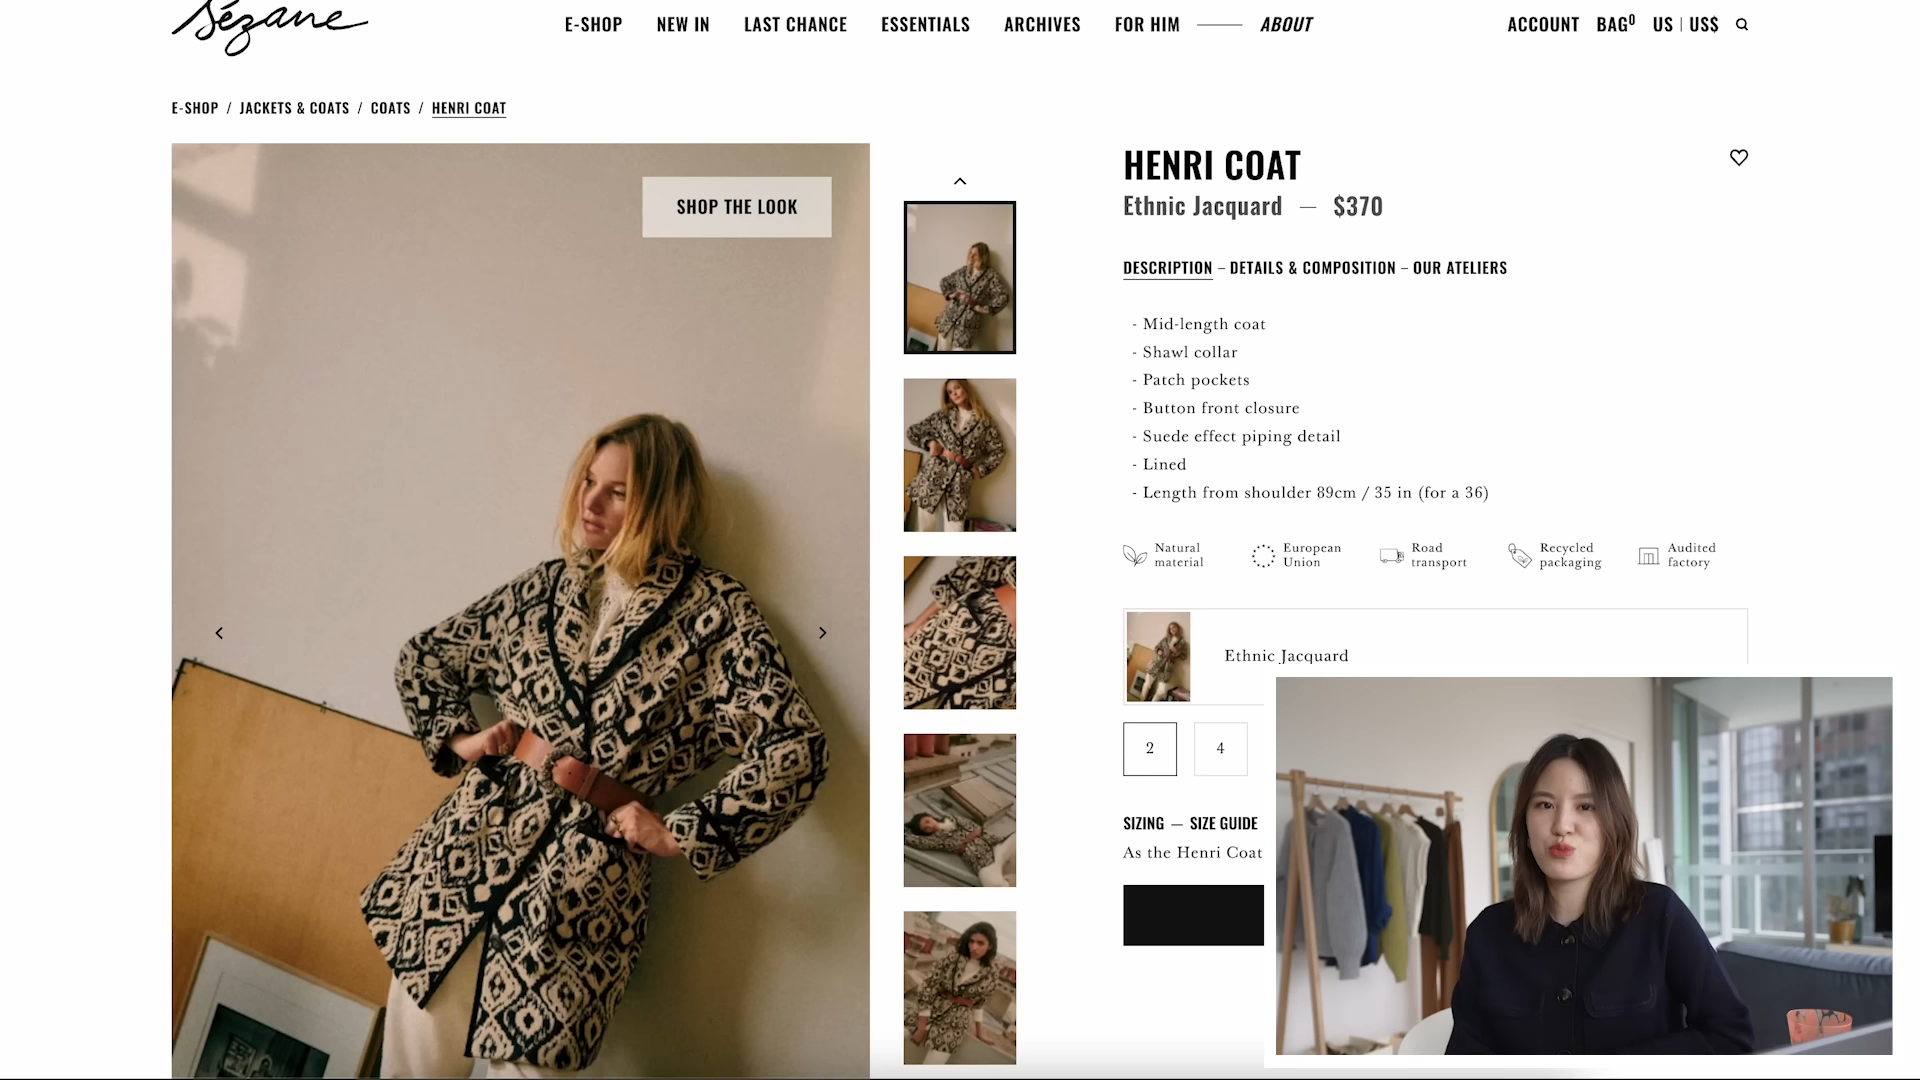 Sézane
E-SHOP
NEW IN
LAST CHANCE
ESSENTIALS
ARCHIVES
FOR HIM
ABOUT
ACCOUNT
BAG0
US | US$
E-SHOP / JACKETS & COATS / COATS / HENRI COAT
SHOP THE LOOK
HENRI COAT
Ethnic Jacquard — $370
DESCRIPTION – DETAILS & COMPOSITION – OUR ATELIERS
- Mid-length coat
- Shawl collar
- Patch pockets
- Button front closure
- Suede effect piping detail
- Lined
- Length from shoulder 89cm / 35 in (for a 36)
Natural
material
European
Union
Road
transport
Recycled
packaging
Audited
factory
Ethnic Jacquard
2
4
SIZING — SIZE GUIDE
As the Henri Coat